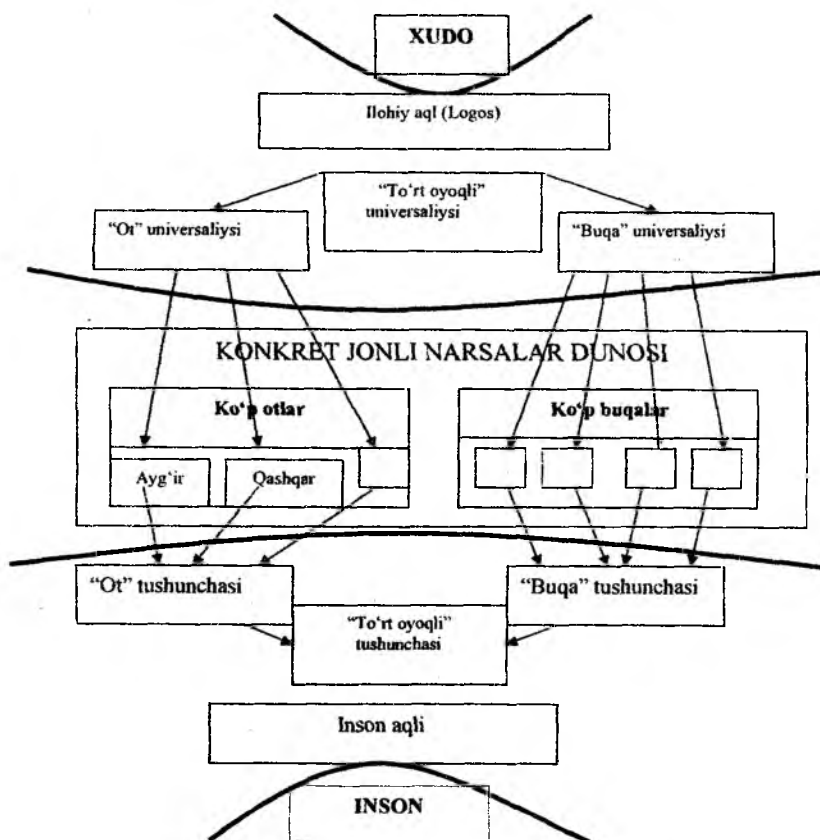 XUDO
Ilohiy aql (Logos)
“To‘rt oyoqli”
universaliysi
“Ot” universaliysi
“Buqa” universaliysi
KONKRET JONLI NARSALAR DUNOSI
Ko‘p otlar
Ko‘p buqalar
Ayg‘ir
Qashqar
“Ot” tushunchasi
“Buqa” tushunchasi
“To‘rt oyoqli”
tushunchasi
Inson aqli
INSON